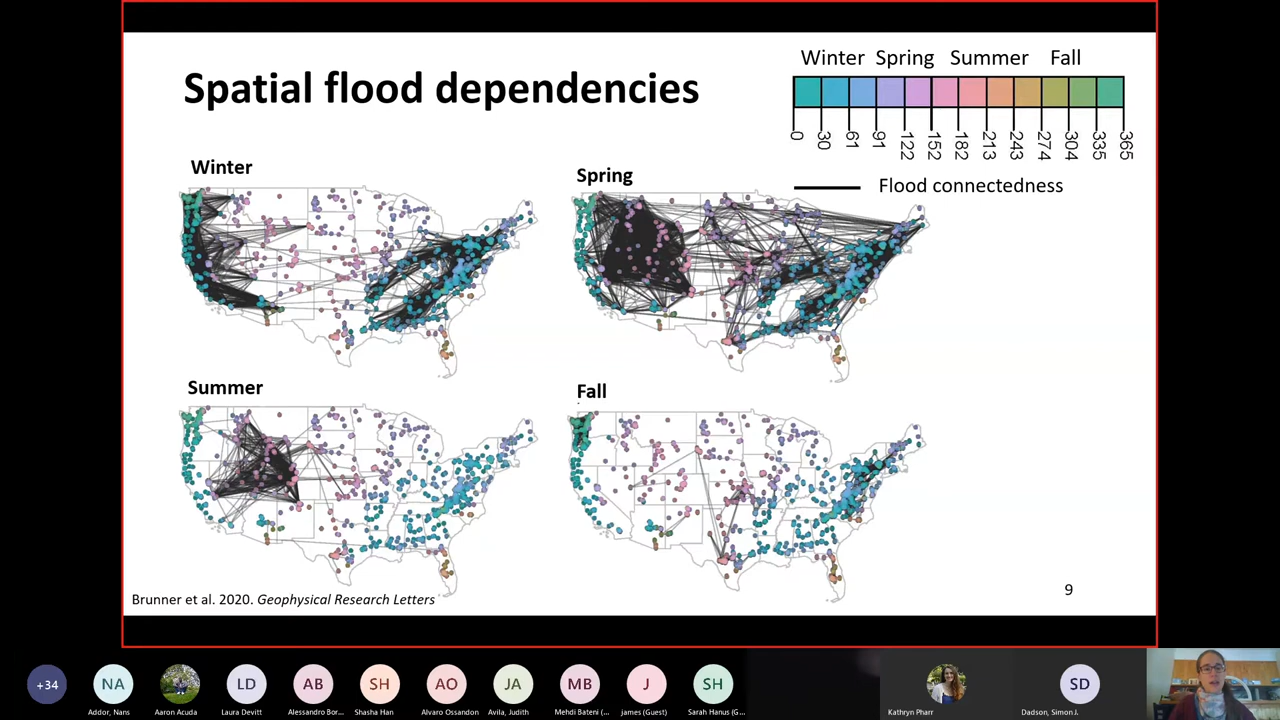 Spatial flood dependencies
Winter Spring Summer Fall
0 30 61 91 122 152 182 213 243 274 304 335 365
Flood connectedness
Winter
Spring
Summer
Fall
Brunner et al. 2020. Geophysical Research Letters
9
+34
NA
LD
AB
SH
AO
JA
MB
J
SH
SD
Addor, Nans
Aaron Acuda
Laura Devitt
Alessandro Bor...
Shasha Han
Alvaro Ossandon
Avila, Judith
Mehdi Bateni (...
james (Guest)
Sarah Hanus (G...
Kathryn Pharr
Dadson, Simon J.